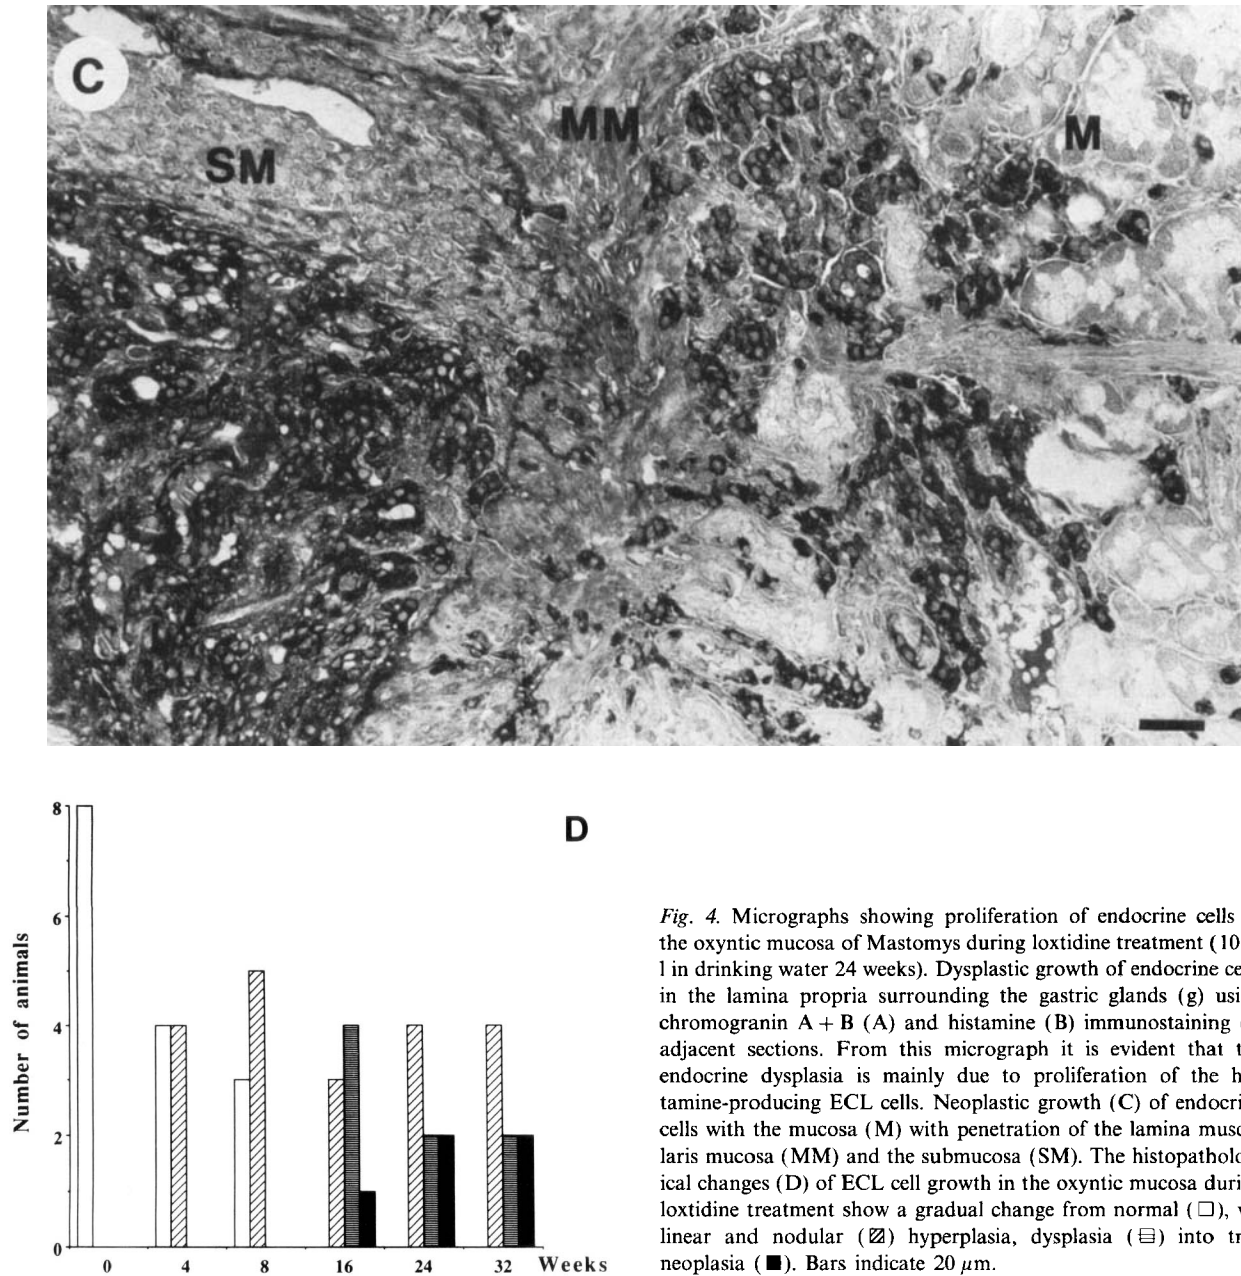 C
SM
MM
M
D
Number of animals
8
6
4
2
0
0 4 8 16 24 32 Weeks
Fig. 4. Micrographs showing proliferation of endocrine cells
the oxyntic mucosa of Mastomys during loxtidine treatment (10
l in drinking water 24 weeks). Dysplastic growth of endocrine ce
in the lamina propria surrounding the gastric glands (g) usi
chromogranin A + B (A) and histamine (B) immunostaining
adjacent sections. From this micrograph it is evident that t
endocrine dysplasia is mainly due to proliferation of the h
tamine-producing ECL cells. Neoplastic growth (C) of endocri
cells with the mucosa (M) with penetration of the lamina musc
laris mucosa (MM) and the submucosa (SM). The histopatholo
ical changes (D) of ECL cell growth in the oxyntic mucosa duri
loxtidine treatment show a gradual change from normal (□), v
linear and nodular (▨) hyperplasia, dysplasia (▤) into tr
neoplasia (■). Bars indicate 20 μm.